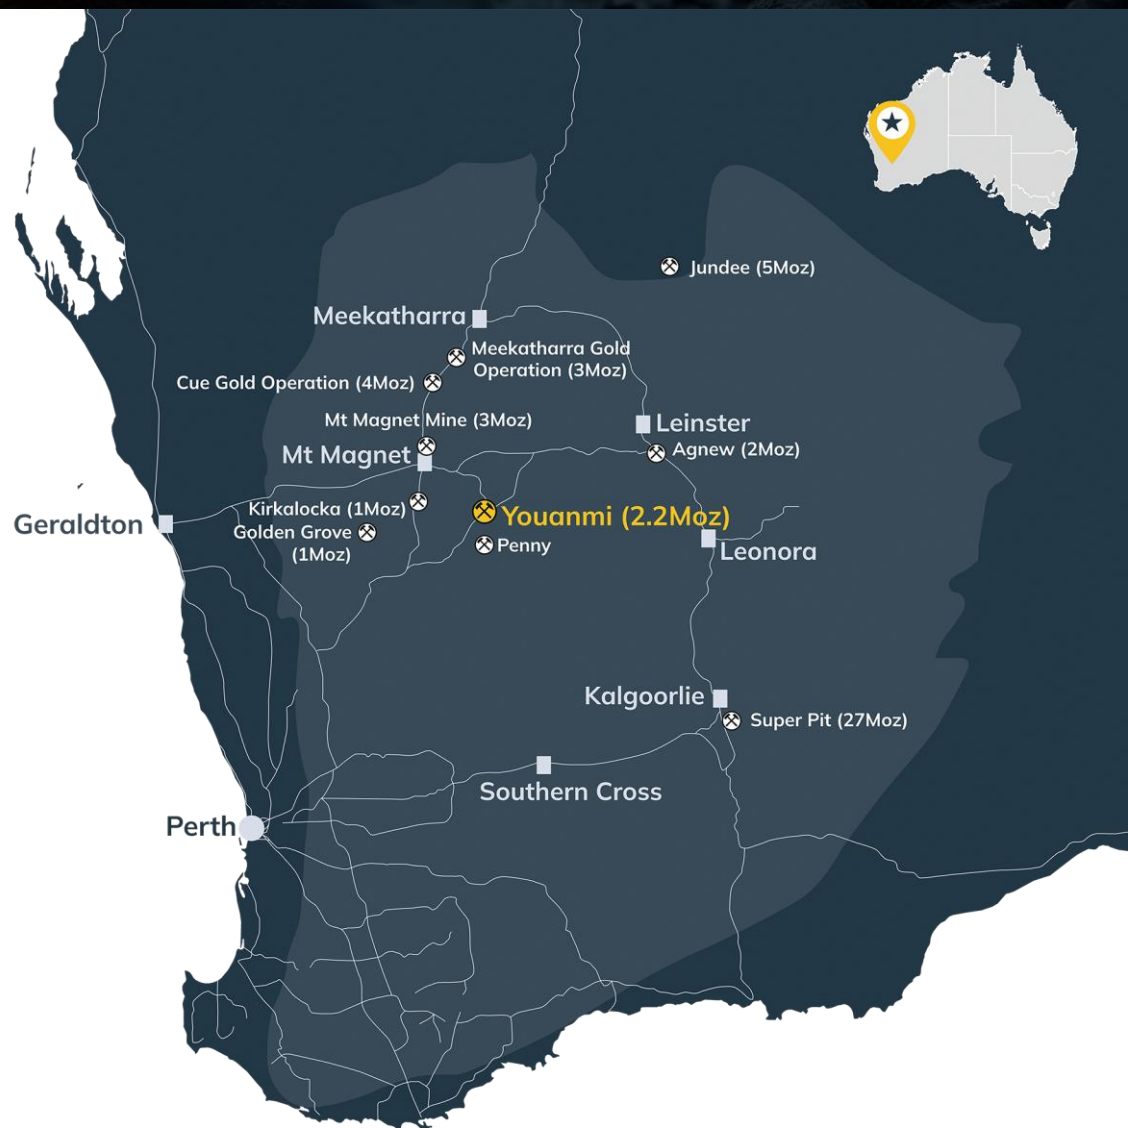 Jundee (5Moz)
Meekatharra
Meekatharra Gold
Operation (3Moz)
Cue Gold Operation (4Moz)
Mt Magnet Mine (3Moz)
Leinster
Mt Magnet
Agnew (2Moz)
Kirkalocka (1Moz)
Youanmi (2.2Moz)
Geraldton
Golden Grove
(1Moz)
Penny
Leonora
Kalgoorlie
Super Pit (27Moz)
Southern Cross
Perth